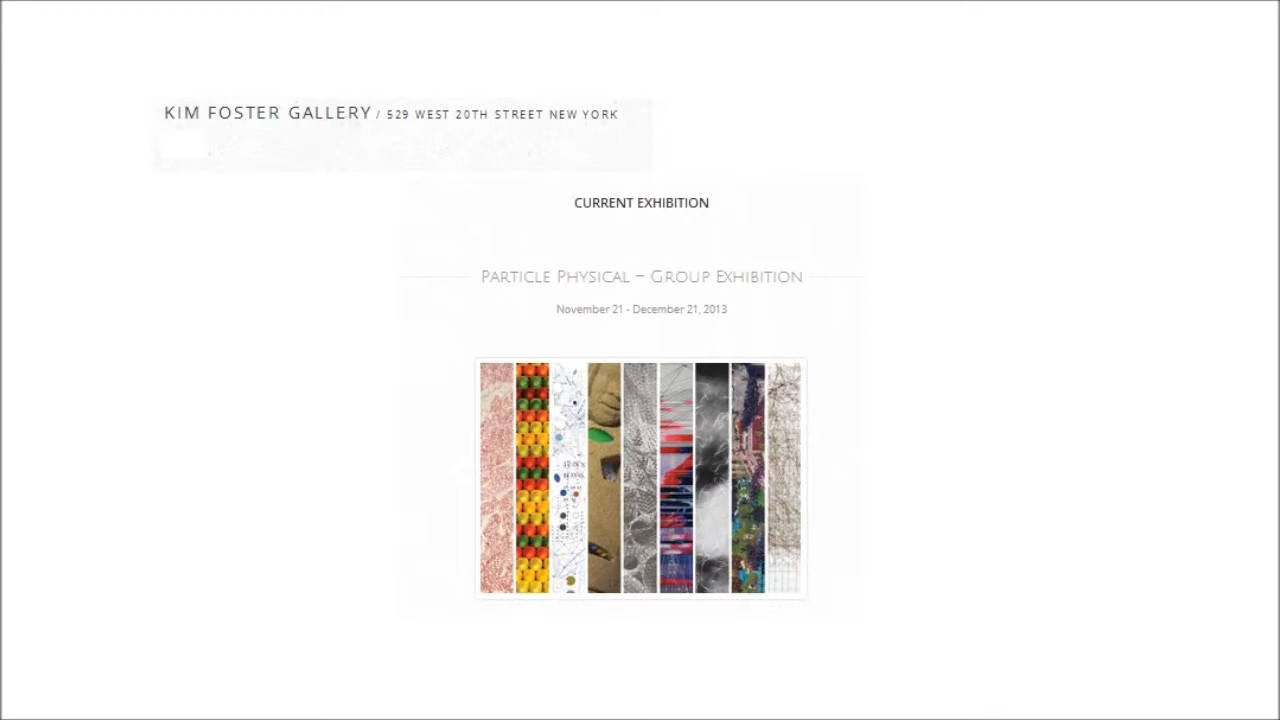 KIM FOSTER GALLERY / 529 WEST 20TH STREET NEW YORK
CURRENT EXHIBITION
PARTICLE PHYSICAL – GROUP EXHIBITION
November 21 - December 21, 2013